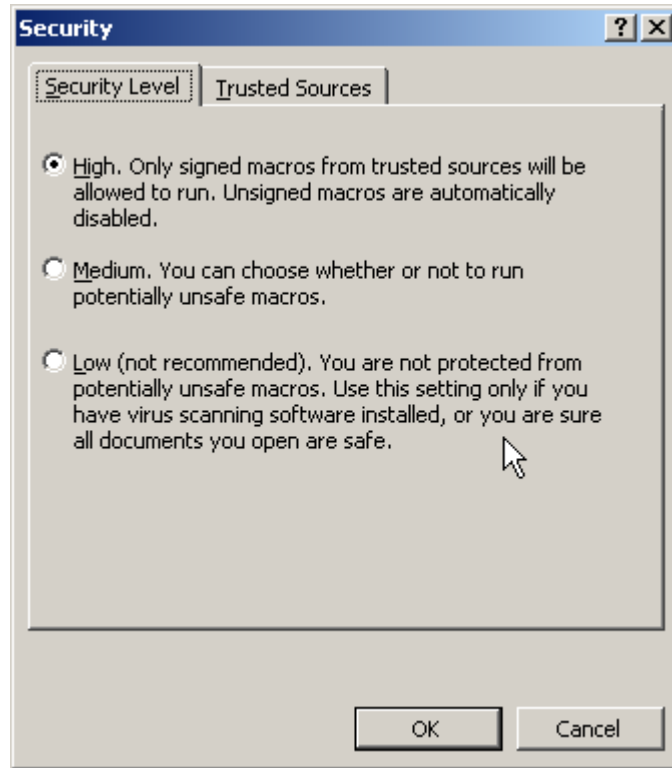 Security
Security Level Trusted Sources
High. Only signed macros from trusted sources will be
allowed to run. Unsigned macros are automatically
disabled.
Medium. You can choose whether or not to run
potentially unsafe macros.
Low (not recommended). You are not protected from
potentially unsafe macros. Use this setting only if you
have virus scanning software installed, or you are sure
all documents you open are safe.
OK Cancel